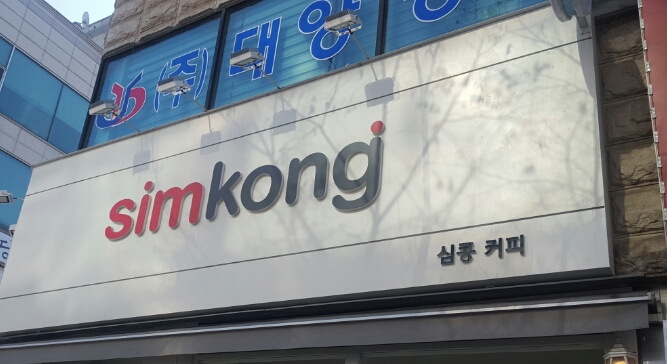 (주)대양
simkong
심콩 커피